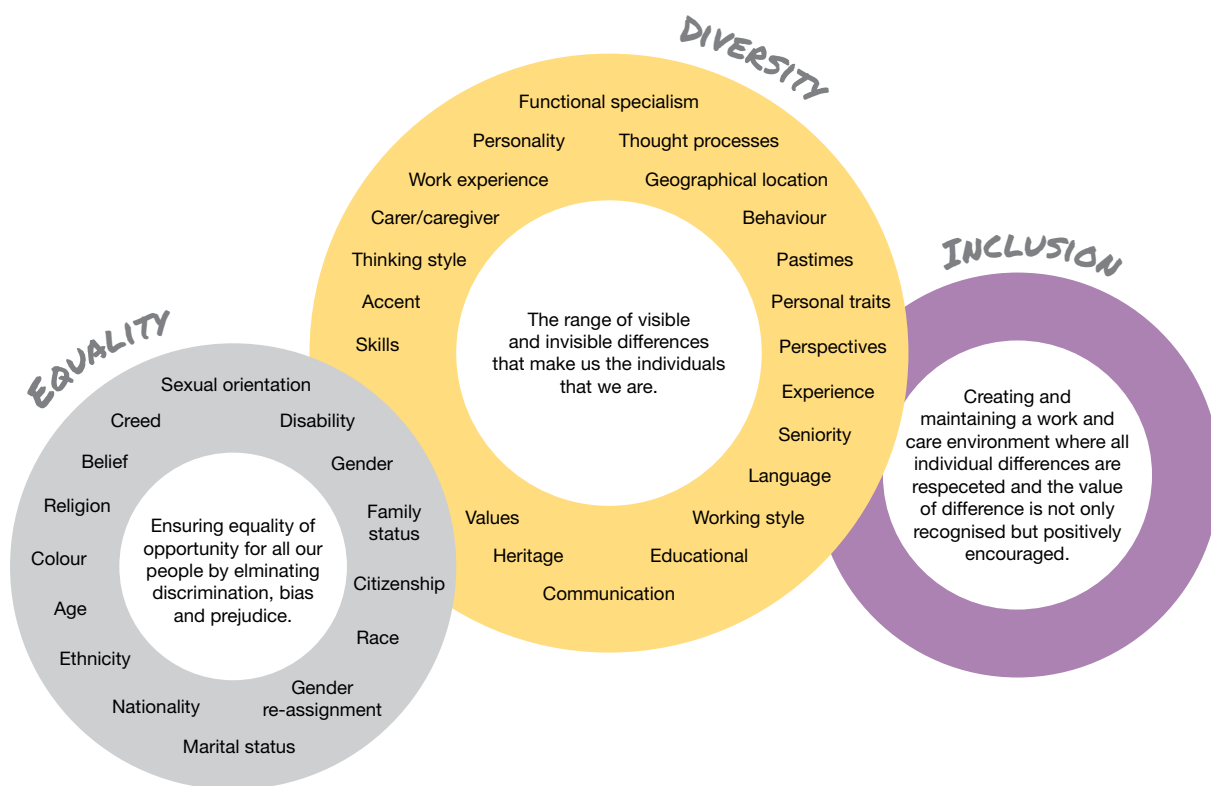 DIVERSITY
Functional specialism
Personality
Thought processes
Work experience
Geographical location
Carer/caregiver
Behaviour
Thinking style
Pastimes
Accent
Personal traits
Skills
Perspectives
Experience
Seniority
Language
Values
Working style
Heritage
Educational
Communication
The range of visible
and invisible differences
that make us the individuals
that we are.
INCLUSION
Creating and
maintaining a work and
care environment where all
individual differences are
respeceted and the value
of difference is not only
recognised but positively
encouraged.
EQUALITY
Sexual orientation
Creed
Disability
Belief
Gender
Religion
Family
status
Colour
Citizenship
Age
Race
Ethnicity
Gender
re-assignment
Nationality
Marital status
Ensuring equality of
opportunity for all our
people by elminating
discrimination, bias
and prejudice.